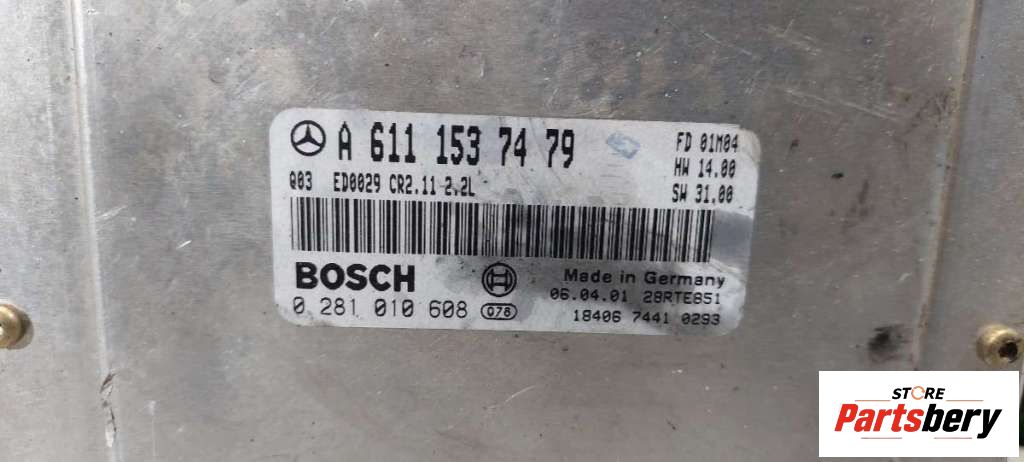 A 611 153 74 79
FD 01M04
HW 14.00
Q03 ED0029 CR2.11 2.2L
SW 31.00
BOSCH
Made in Germany
06.04.01 28RTE851
0 281 010 608 078
18406 7441 0293
STORE
Partsbery